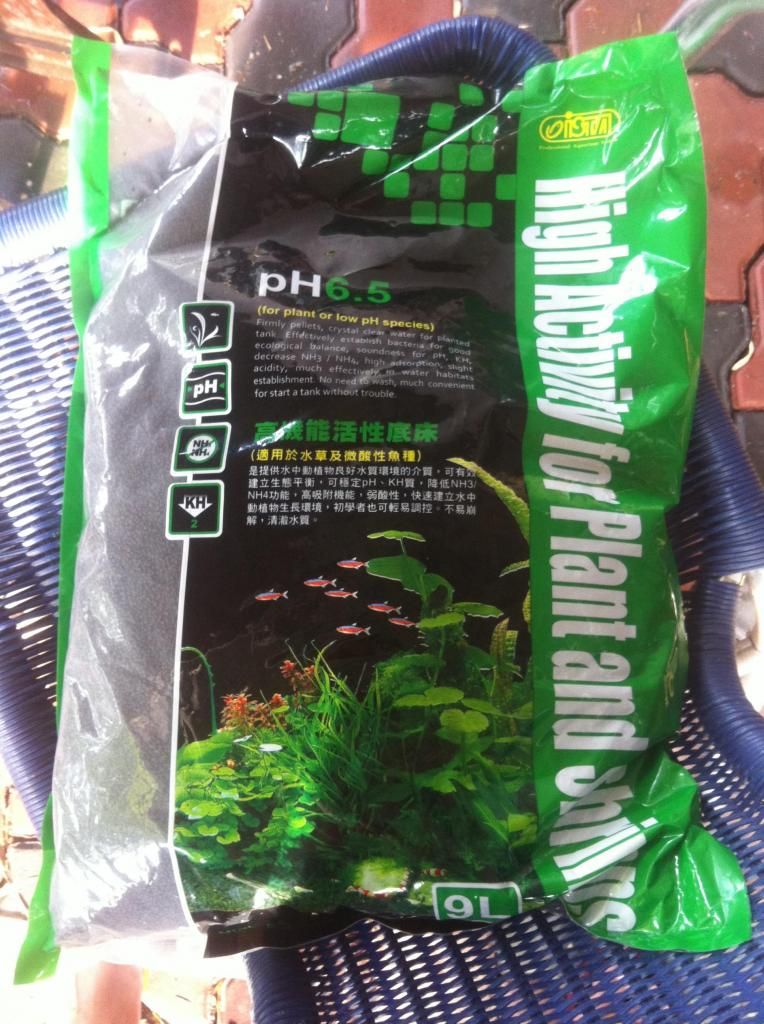 ista
Professional Aquarium
High Activity for Plant and Shrimps
pH6.5
(for plant or low pH species)
Firmly pellets, crystal clear water for planted
tank. Effectively establish bacteria for good
ecological balance, soundness for pH, KH,
decrease NH3 / NH4, high adsorption, slight
acidity, much effectively in water habitats
establishment. No need to wash, much convenient
for start a tank without trouble.
高機能活性底床
(適用於水草及微酸性魚種)
是提供水中動植物良好水質環境的介質，可有效
建立生態平衡，可穩定pH、KH質，降低NH3/
NH4功能，高吸附機能，弱酸性，快速建立水中
動植物生長環境，初學者也可輕易調控。不易崩
解，清澈水質。
pH
NH3
NH4
KH
2
9L